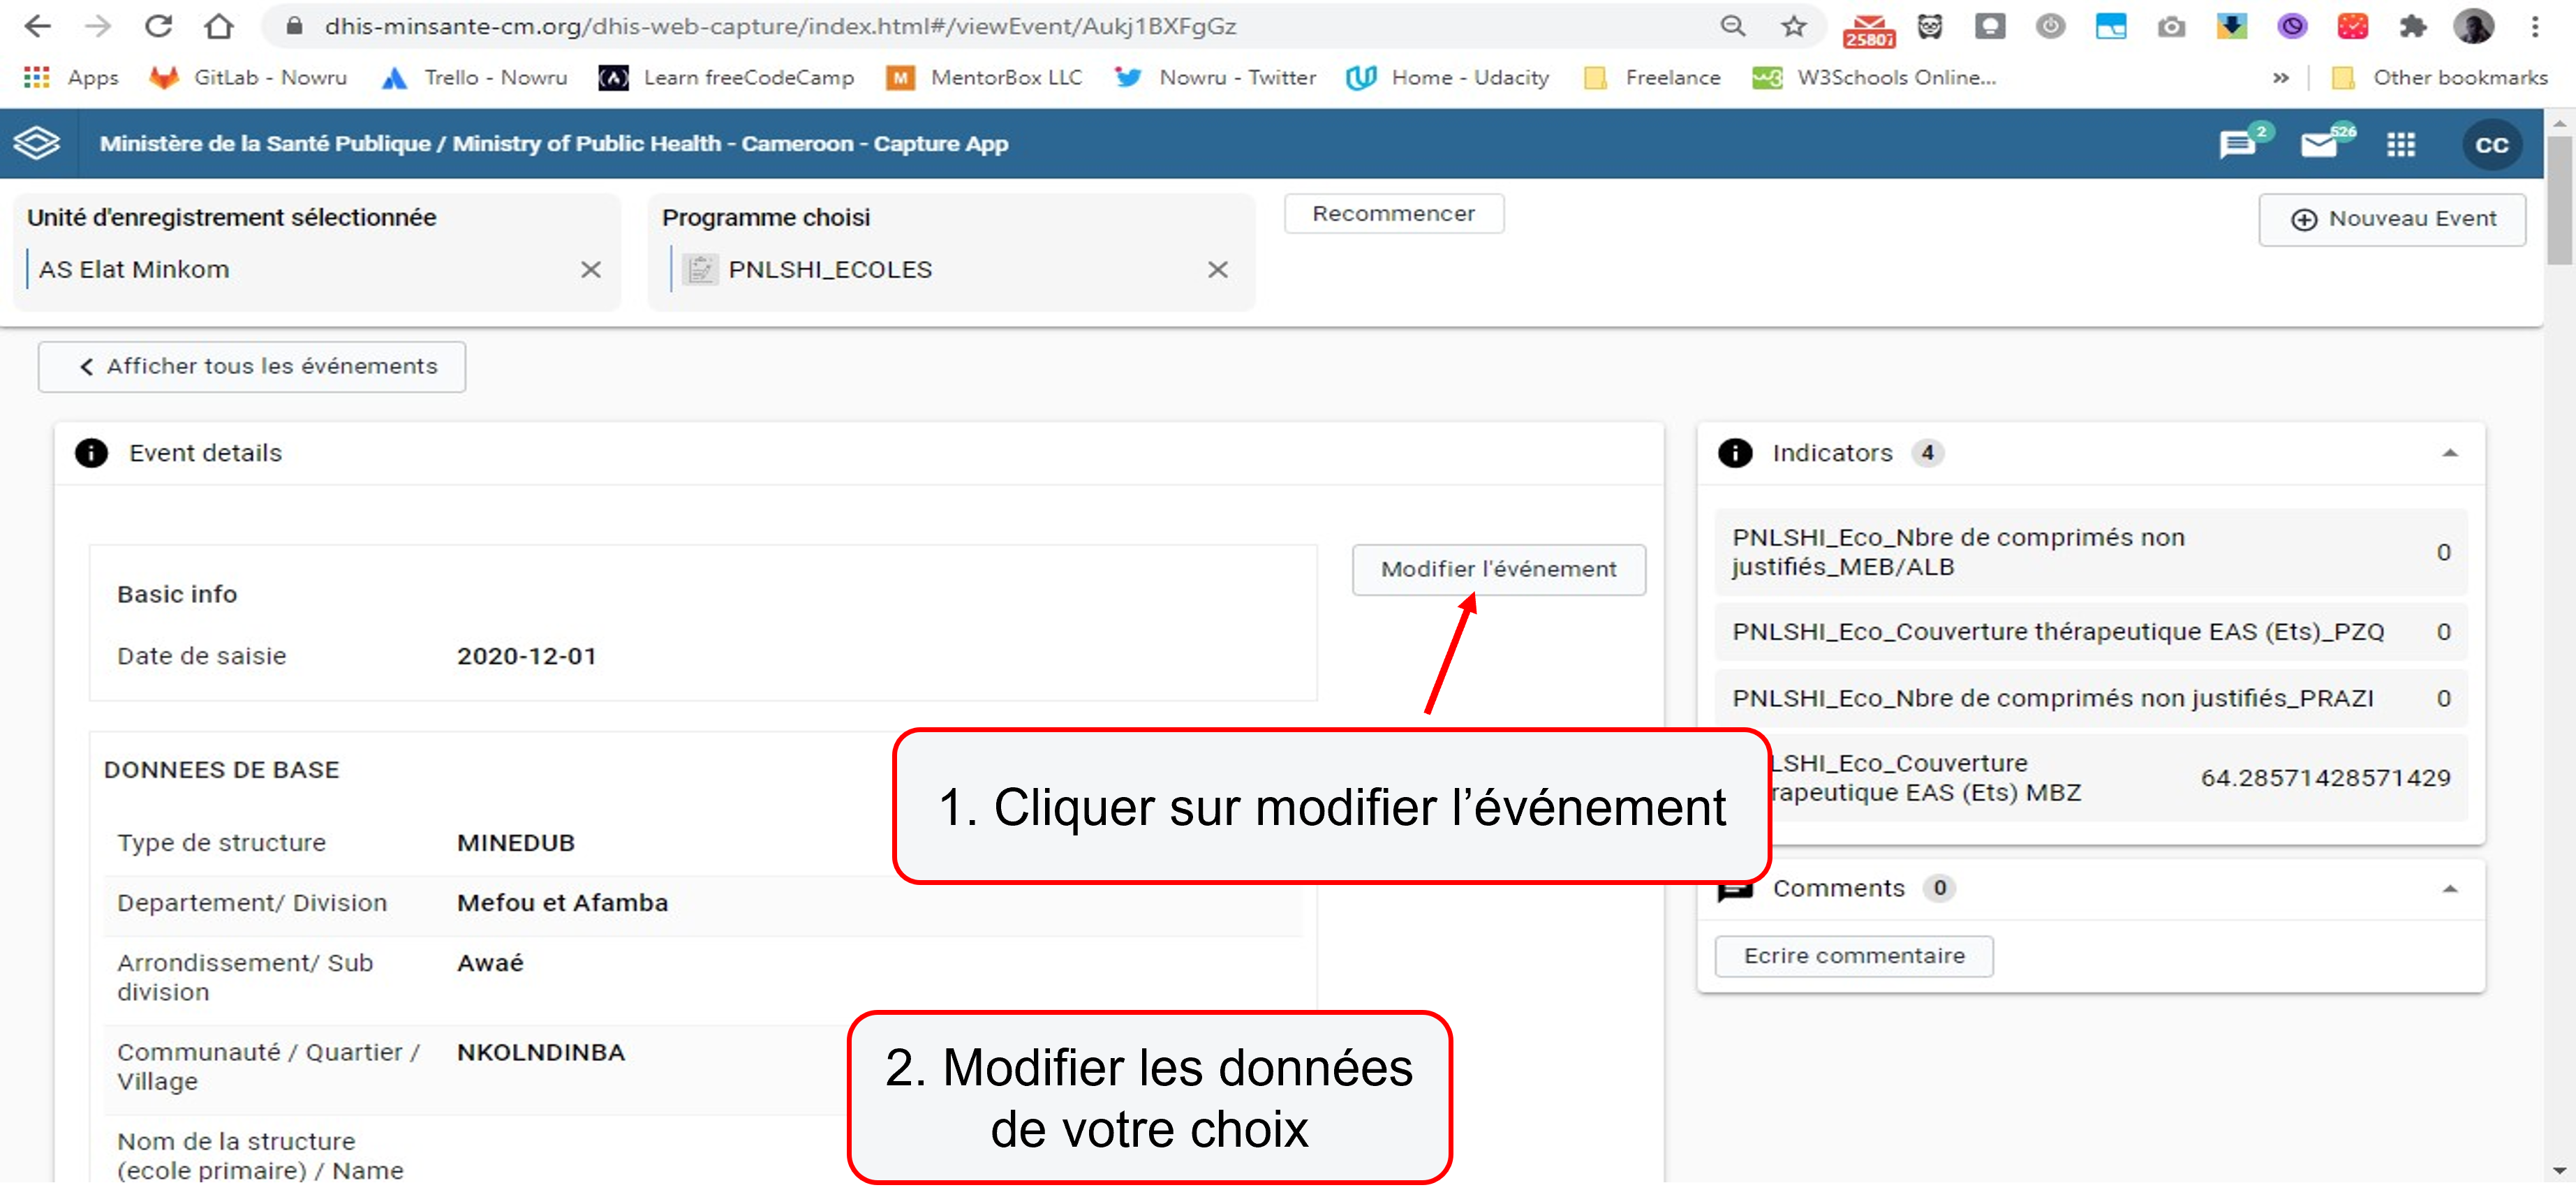 dhis-minsante-cm.org/dhis-web-capture/index.html#/viewEvent/Aukj1BXFgGz
25807
Apps
GitLab - Nowru
Trello - Nowru
Learn freeCodeCamp
MentorBox LLC
Nowru - Twitter
Home - Udacity
Freelance
W3Schools Online...
»
Other bookmarks
Ministère de la Santé Publique / Ministry of Public Health - Cameroon - Capture App
2
526
CC
Unité d'enregistrement sélectionnée
AS Elat Minkom
Programme choisi
PNLSHI_ECOLES
Recommencer
Nouveau Event
Afficher tous les événements
Event details
Basic info
Date de saisie 2020-12-01
Modifier l'événement
1. Cliquer sur modifier l’événement
DONNEES DE BASE
Type de structure MINEDUB
Departement/ Division Mefou et Afamba
Arrondissement/ Sub
division
Awaé
Communauté / Quartier /
Village
NKOLNDINBA
Nom de la structure
(ecole primaire) / Name
2. Modifier les données
de votre choix
Indicators 4
PNLSHI_Eco_Nbre de comprimés non
justifiés_MEB/ALB
0
PNLSHI_Eco_Couverture thérapeutique EAS (Ets)_PZQ 0
PNLSHI_Eco_Nbre de comprimés non justifiés_PRAZI 0
LSHI_Eco_Couverture
rapeutique EAS (Ets) MBZ
64.28571428571429
Comments 0
Ecrire commentaire